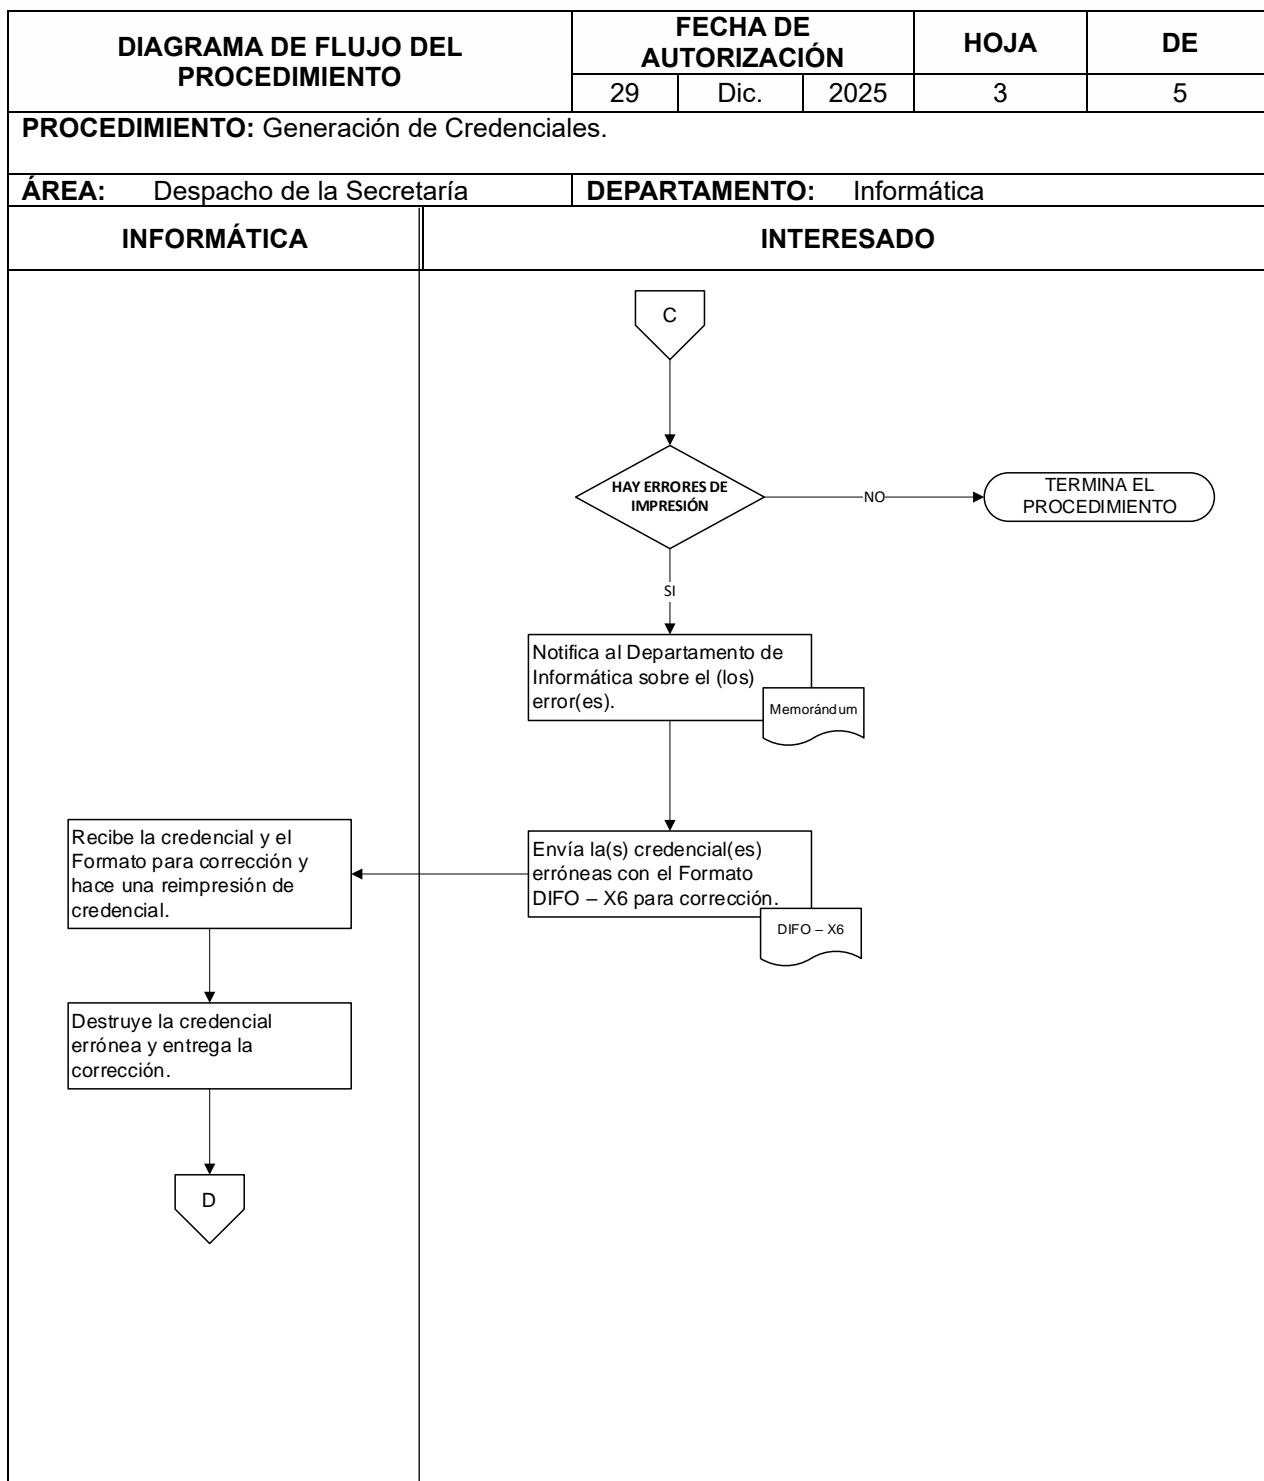 DIAGRAMA DE FLUJO DEL
PROCEDIMIENTO
FECHA DE
AUTORIZACIÓN
HOJA
DE
29
Dic.
2025
3
5
PROCEDIMIENTO: Generación de Credenciales.
ÁREA: Despacho de la Secretaría
DEPARTAMENTO: Informática
INFORMÁTICA
INTERESADO
C
HAY ERRORES DE
IMPRESIÓN
NO
TERMINA EL
PROCEDIMIENTO
SI
Notifica al Departamento de
Informática sobre el (los)
error(es).
Memorándum
Envía la(s) credencial(es)
erróneas con el Formato
DIFO – X6 para corrección.
DIFO – X6
Recibe la credencial y el
Formato para corrección y
hace una reimpresión de
credencial.
Destruye la credencial
errónea y entrega la
corrección.
D